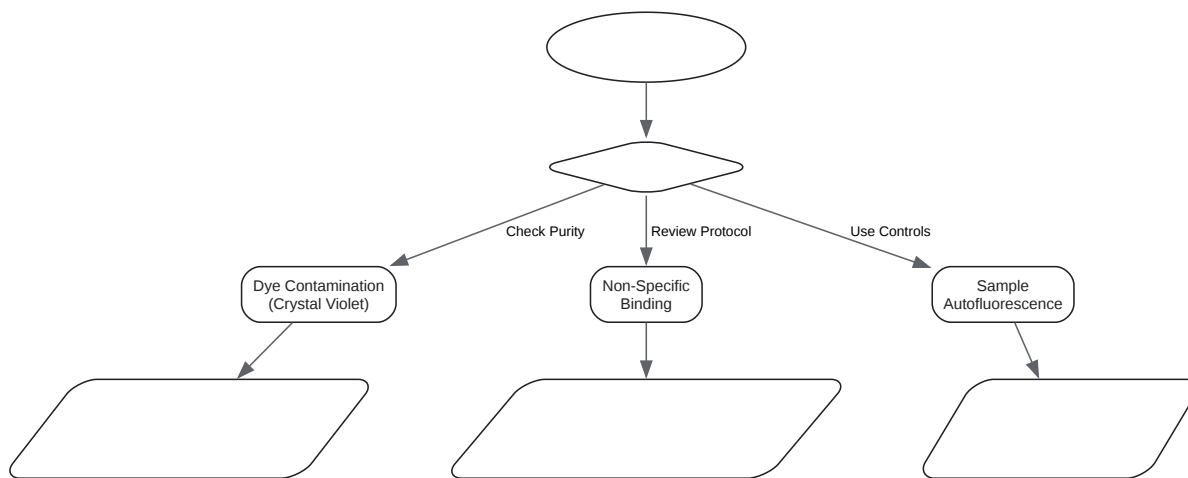 Check Purity
Review Protocol
Use Controls
Dye Contamination
(Crystal Violet)
Non-Specific
Binding
Sample
Autofluorescence